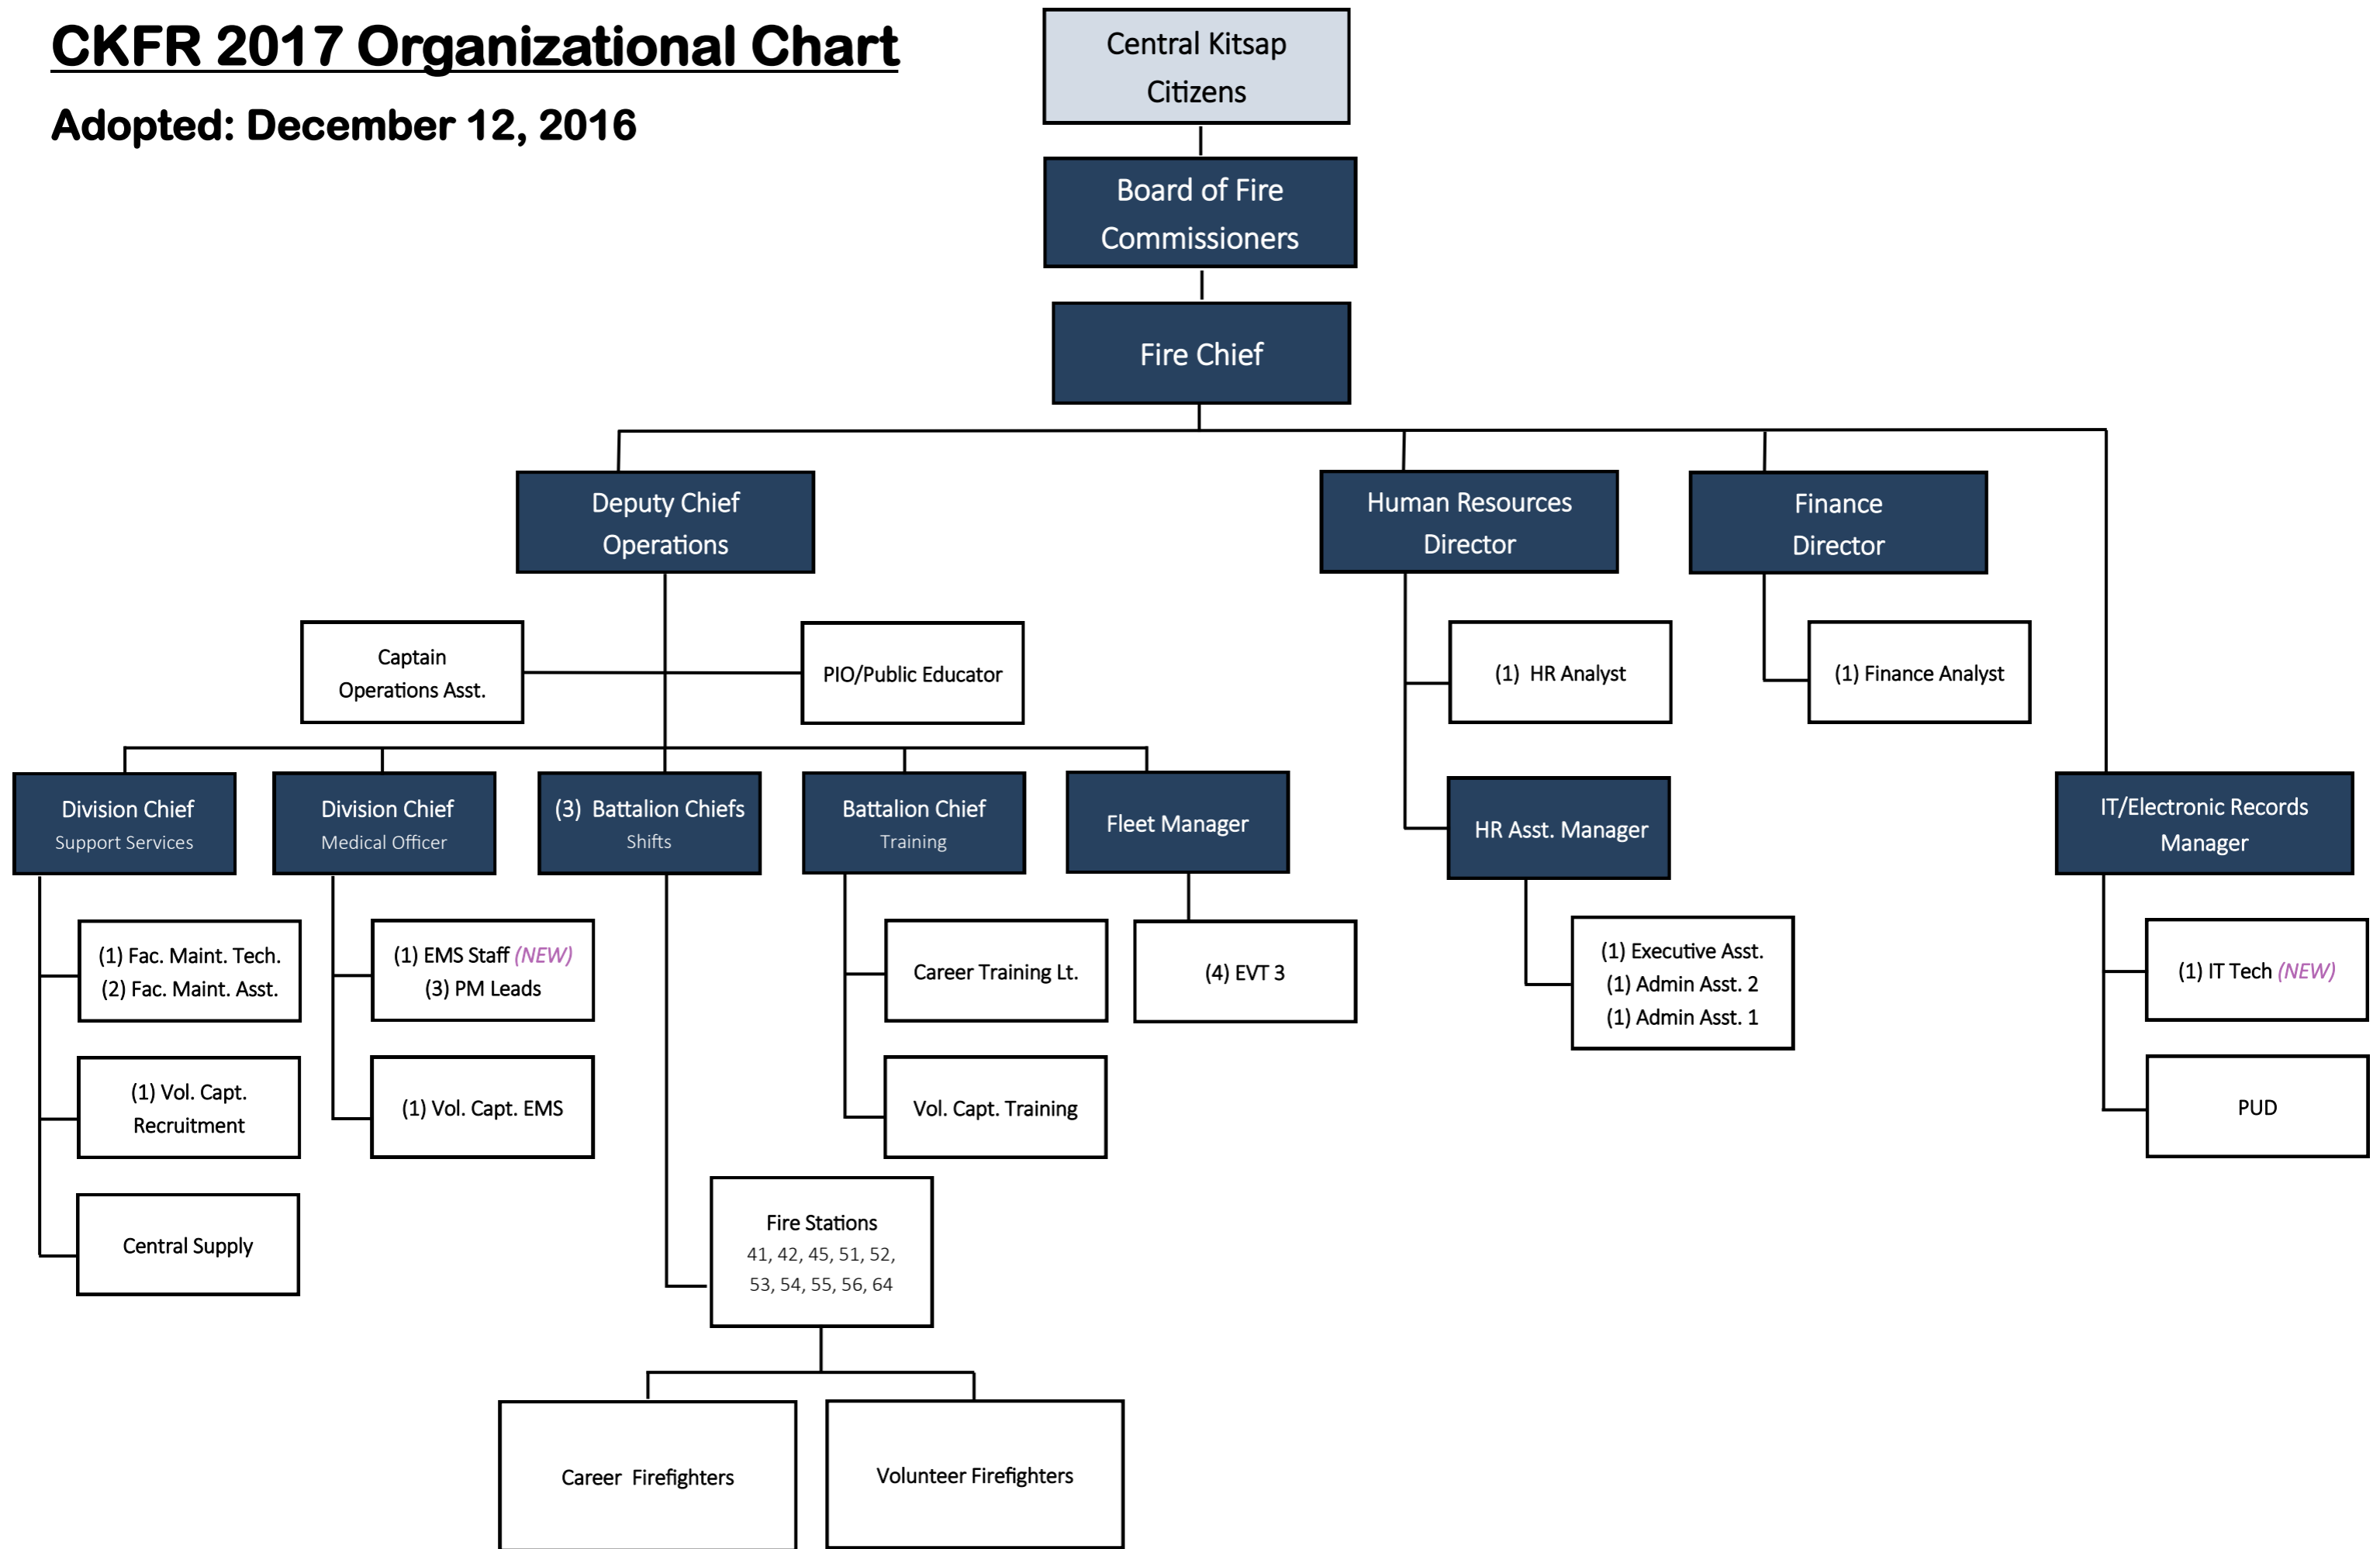 CKFR 2017 Organizational Chart
Adopted: December 12, 2016
Central Kitsap
Citizens
Board of Fire
Commissioners
Fire Chief
Deputy Chief
Operations
Human Resources
Director
Finance
Director
Captain
Operations Asst.
PIO/Public Educator
(1)  HR Analyst
(1) Finance Analyst
Division Chief
Support Services
Division Chief
Medical Officer
(3)  Battalion Chiefs
Shifts
Battalion Chief
Training
Fleet Manager
HR Asst. Manager
IT/Electronic Records
Manager
(1) Fac. Maint. Tech.
(2) Fac. Maint. Asst.
(1) EMS Staff (NEW)
(3) PM Leads
Career Training Lt.
(4) EVT 3
(1) Executive Asst.
(1) Admin Asst. 2
(1) Admin Asst. 1
(1) IT Tech (NEW)
(1) Vol. Capt.
Recruitment
(1) Vol. Capt. EMS
Vol. Capt. Training
PUD
Central Supply
Fire Stations
41, 42, 45, 51, 52,
53, 54, 55, 56, 64
Career  Firefighters
Volunteer Firefighters